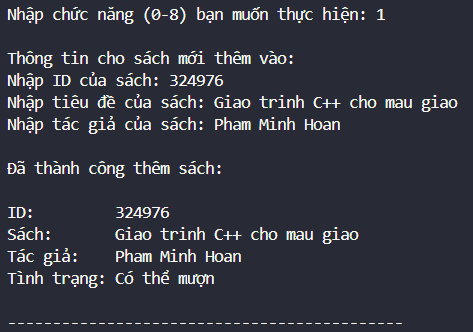 Nhập chức năng (0-8) bạn muốn thực hiện: 1
Thông tin cho sách mới thêm vào:
Nhập ID của sách: 324976
Nhập tiêu đề của sách: Giao trinh C++ cho mau giao
Nhập tác giả của sách: Pham Minh Hoan
Đã thành công thêm sách:
ID: 324976
Sách: Giao trinh C++ cho mau giao
Tác giả: Pham Minh Hoan
Tình trạng: Có thể mượn
--------------------------------------------